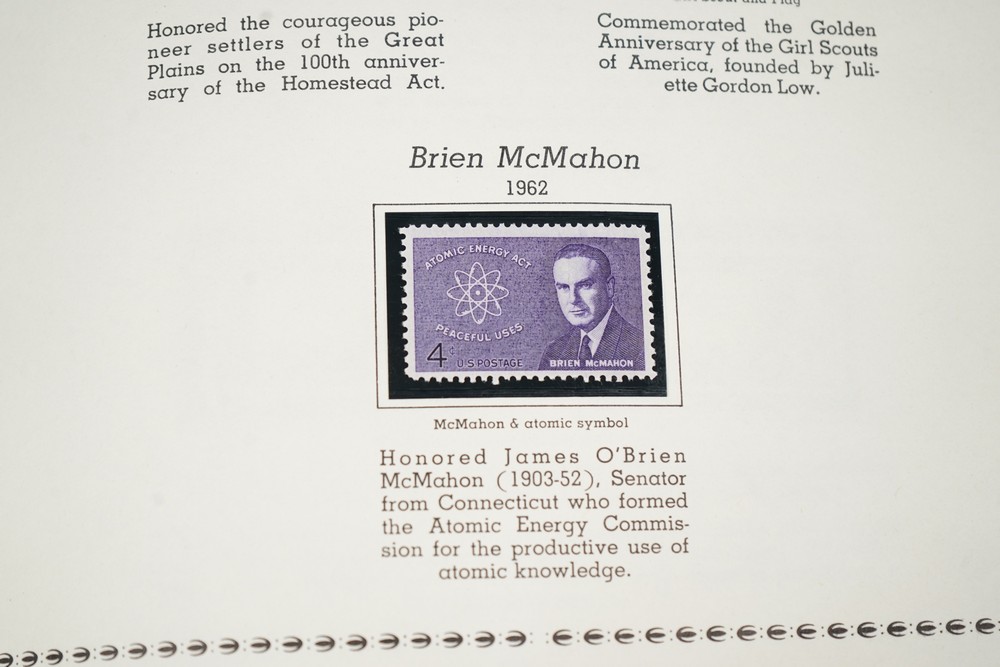 Honored the courageous pio-
neer settlers of the Great
Plains on the 100th anniver-
sary of the Homestead Act.
and Flag
Commemorated the Golden
Anniversary of the Girl Scouts
of America, founded by Juli-
ette Gordon Low.
Brien McMahon
1962
ATOMIC ENERGY ACT
PEACEFUL USES
4¢ U S POSTAGE
BRIEN McMAHON
McMahon & atomic symbol
Honored James O'Brien
McMahon (1903-52), Senator
from Connecticut who formed
the Atomic Energy Commis-
sion for the productive use of
atomic knowledge.